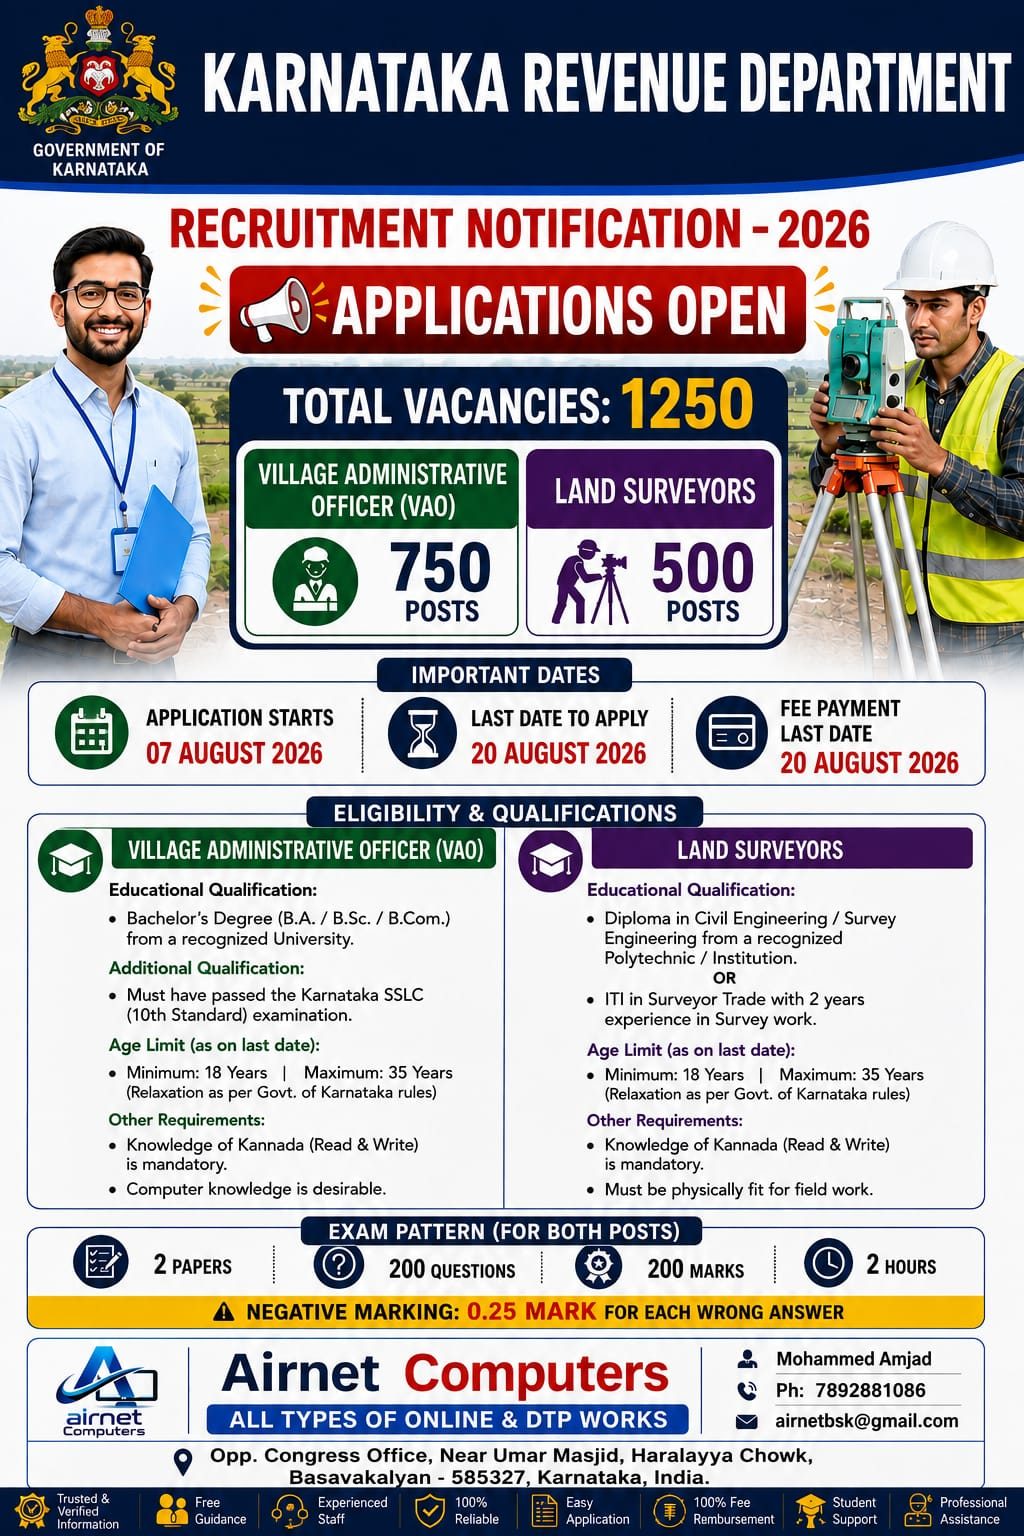 GOVERNMENT OF
KARNATAKA
KARNATAKA REVENUE DEPARTMENT
RECRUITMENT NOTIFICATION - 2026
APPLICATIONS OPEN
TOTAL VACANCIES: 1250
VILLAGE ADMINISTRATIVE
OFFICER (VAO)
750
POSTS
LAND SURVEYORS
500
POSTS
IMPORTANT DATES
APPLICATION STARTS
07 AUGUST 2026
LAST DATE TO APPLY
20 AUGUST 2026
FEE PAYMENT
LAST DATE
20 AUGUST 2026
ELIGIBILITY & QUALIFICATIONS
VILLAGE ADMINISTRATIVE OFFICER (VAO)
Educational Qualification:
• Bachelor's Degree (B.A. / B.Sc. / B.Com.)
from a recognized University.
Additional Qualification:
• Must have passed the Karnataka SSLC
(10th Standard) examination.
Age Limit (as on last date):
• Minimum: 18 Years | Maximum: 35 Years
(Relaxation as per Govt. of Karnataka rules)
Other Requirements:
• Knowledge of Kannada (Read & Write)
is mandatory.
• Computer knowledge is desirable.
LAND SURVEYORS
Educational Qualification:
• Diploma in Civil Engineering / Survey
Engineering from a recognized
Polytechnic / Institution.
OR
• ITI in Surveyor Trade with 2 years
experience in Survey work.
Age Limit (as on last date):
• Minimum: 18 Years | Maximum: 35 Years
(Relaxation as per Govt. of Karnataka rules)
Other Requirements:
• Knowledge of Kannada (Read & Write)
is mandatory.
• Must be physically fit for field work.
EXAM PATTERN (FOR BOTH POSTS)
2 PAPERS
200 QUESTIONS
200 MARKS
2 HOURS
NEGATIVE MARKING: 0.25 MARK FOR EACH WRONG ANSWER
airnet
Computers
Airnet Computers
ALL TYPES OF ONLINE & DTP WORKS
Mohammed Amjad
Ph: 7892881086
airnetbsk@gmail.com
Opp. Congress Office, Near Umar Masjid, Haralayya Chowk,
Basavakalyan - 585327, Karnataka, India.
Trusted &
Verified
Information
Free
Guidance
Experienced
Staff
100%
Reliable
Easy
Application
100% Fee
Rembursement
Student
Support
Professional
Assistance